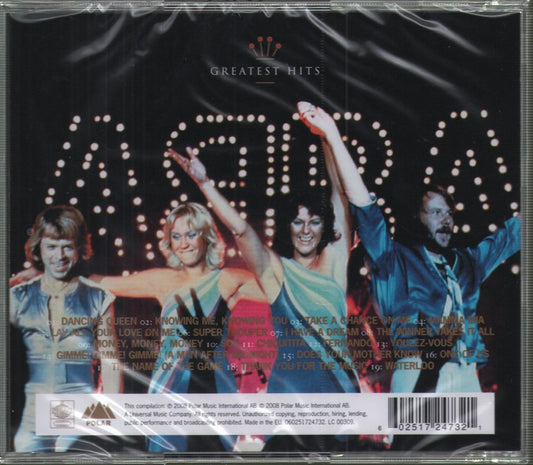 GREATEST HITS
ABBA
DANCING QUEEN 02: KNOWING ME, KNOWING YOU 03: TAKE A CHANCE ON ME 04: MAMMA MIA
LAY ALL YOUR LOVE ON ME 06: SUPER TROUPER 07: I HAVE A DREAM 08: THE WINNER TAKES IT ALL
09: MONEY, MONEY, MONEY 10: SOS 11: CHIQUITITA 12: FERNANDO 13: VOULEZ-VOUS
GIMME! GIMME! GIMME! (A MAN AFTER MIDNIGHT) 15: DOES YOUR MOTHER KNOW 16: ONE OF US
THE NAME OF THE GAME 18: THANK YOU FOR THE MUSIC 19: WATERLOO
POLAR
This compilation: ℗ 2008 Polar Music International AB. © 2008 Polar Music International AB.
A Universal Music Company. All rights reserved. Unauthorized copying, reproduction, hiring, lending,
public performance and broadcasting prohibited. Made in the EU. 060251724732. LC 00309.
6 02517 24732 1